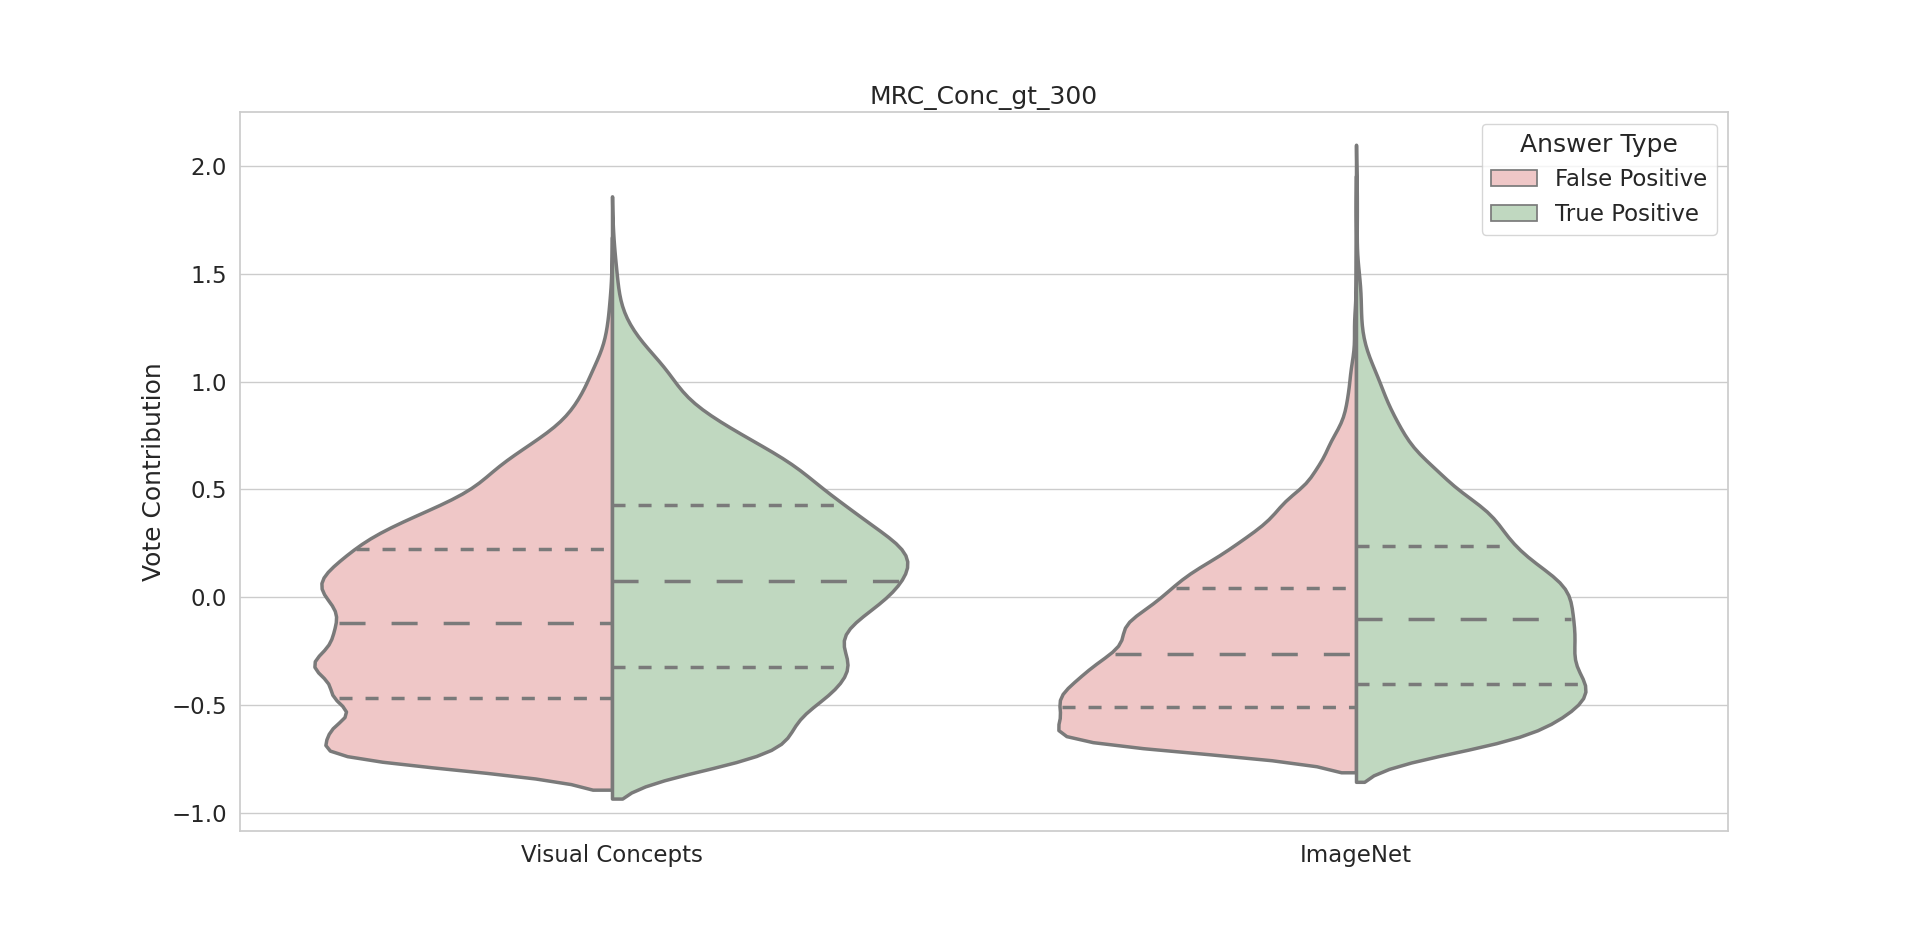 MRC_Conc_gt_300
Answer Type
False Positive
True Positive
Vote Contribution
2.0
1.5
1.0
0.5
0.0
−0.5
−1.0
Visual Concepts
ImageNet